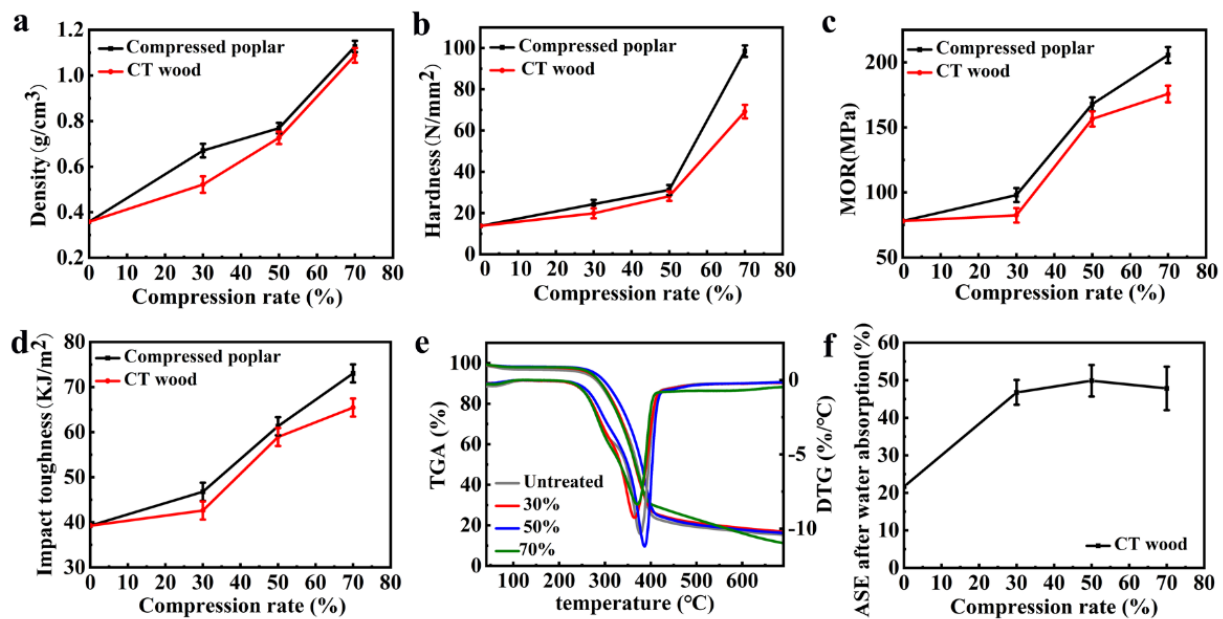 a
1.2
1.0
0.8
0.6
0.4
0.2
Density (g/cm³)
Compressed poplar
CT wood
0 10 20 30 40 50 60 70 80
Compression rate (%)
b
100
80
60
40
20
0
Hardness (N/mm²)
Compressed poplar
CT wood
0 10 20 30 40 50 60 70 80
Compression rate (%)
c
200
150
100
50
MOR(MPa)
Compressed poplar
CT wood
0 10 20 30 40 50 60 70 80
Compression rate (%)
d
80
70
60
50
40
30
Impact toughness (KJ/m²)
Compressed poplar
CT wood
0 10 20 30 40 50 60 70 80
Compression rate (%)
e
100
80
60
40
20
0
TGA (%)
Untreated
30%
50%
70%
0
-5
-10
DTG (%/°C)
100 200 300 400 500 600
temperature (°C)
f
60
50
40
30
20
10
0
ASE after water absorption(%)
CT wood
0 10 20 30 40 50 60 70 80
Compression rate (%)